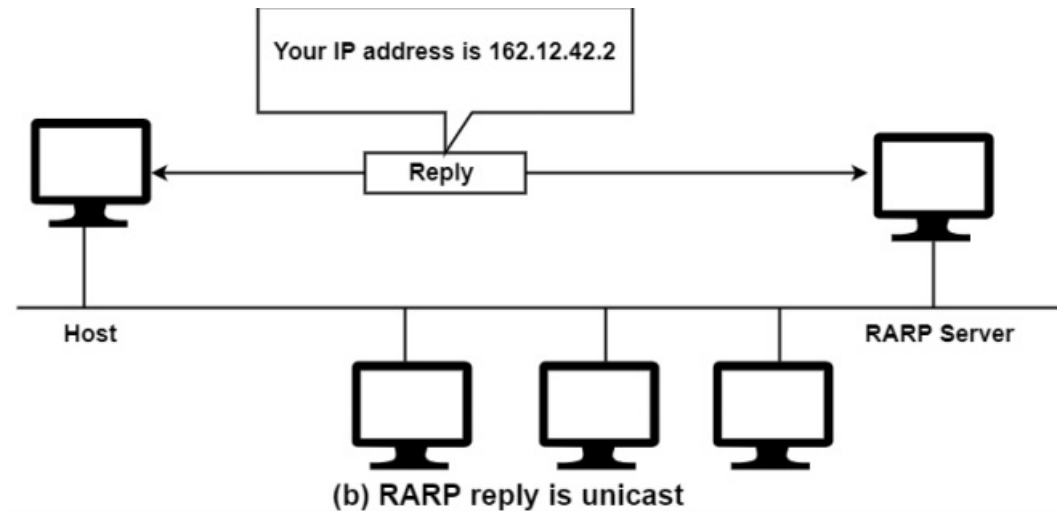 Your IP address is 162.12.42.2
Reply
Host
RARP Server
(b) RARP reply is unicast